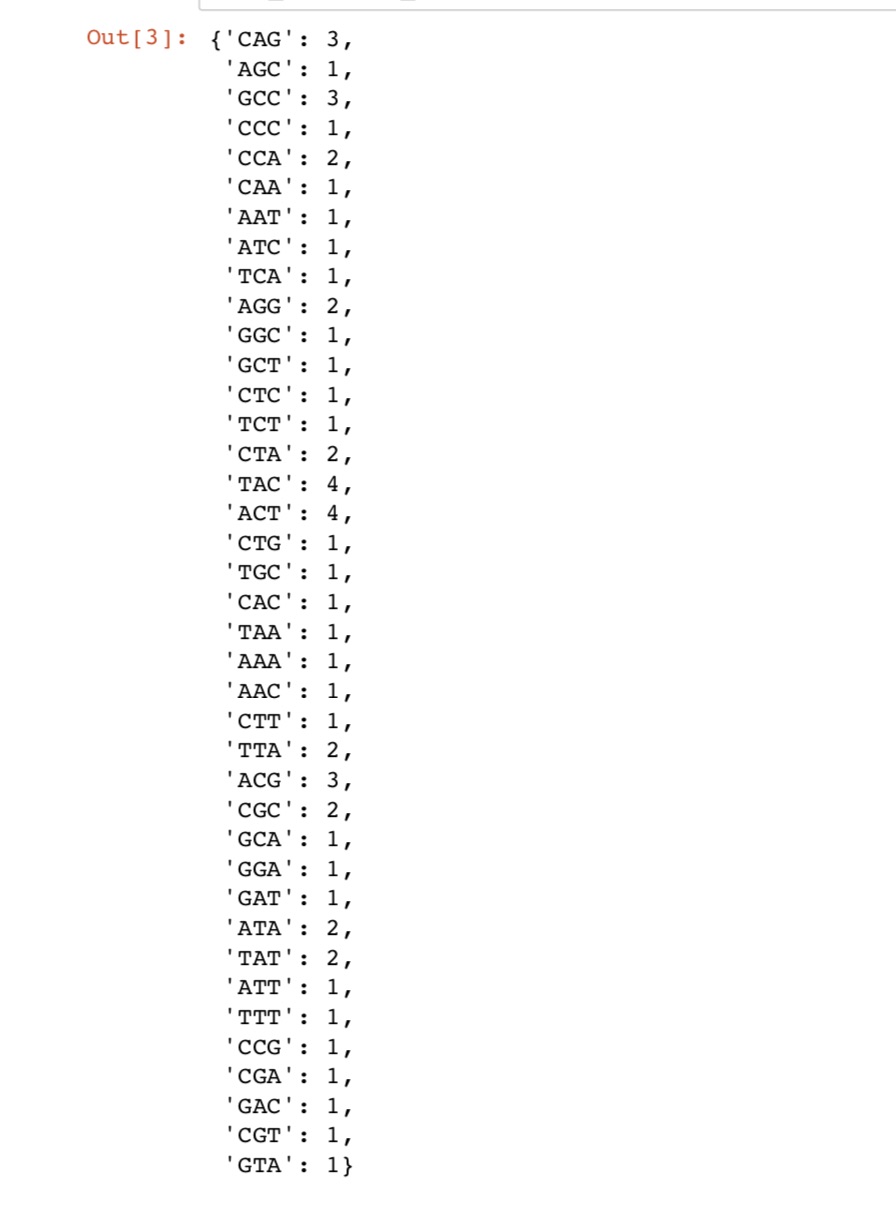 Out[3]: {'CAG': 3,
'AGC': 1,
'GCC': 3,
'CCC': 1,
'CCA': 2,
'CAA': 1,
'AAT': 1,
'ATC': 1,
'TCA': 1,
'AGG': 2,
'GGC': 1,
'GCT': 1,
'CTC': 1,
'TCT': 1,
'CTA': 2,
'TAC': 4,
'ACT': 4,
'CTG': 1,
'TGC': 1,
'CAC': 1,
'TAA': 1,
'AAA': 1,
'AAC': 1,
'CTT': 1,
'TTA': 2,
'ACG': 3,
'CGC': 2,
'GCA': 1,
'GGA': 1,
'GAT': 1,
'ATA': 2,
'TAT': 2,
'ATT': 1,
'TTT': 1,
'CCG': 1,
'CGA': 1,
'GAC': 1,
'CGT': 1,
'GTA': 1}